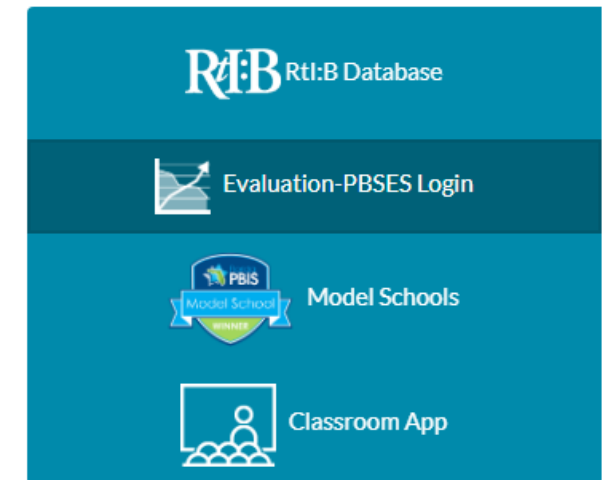 RtI:B RtI:B Database
Evaluation-PBSES Login
PBIS
Model School
WINNER
Model Schools
Classroom App